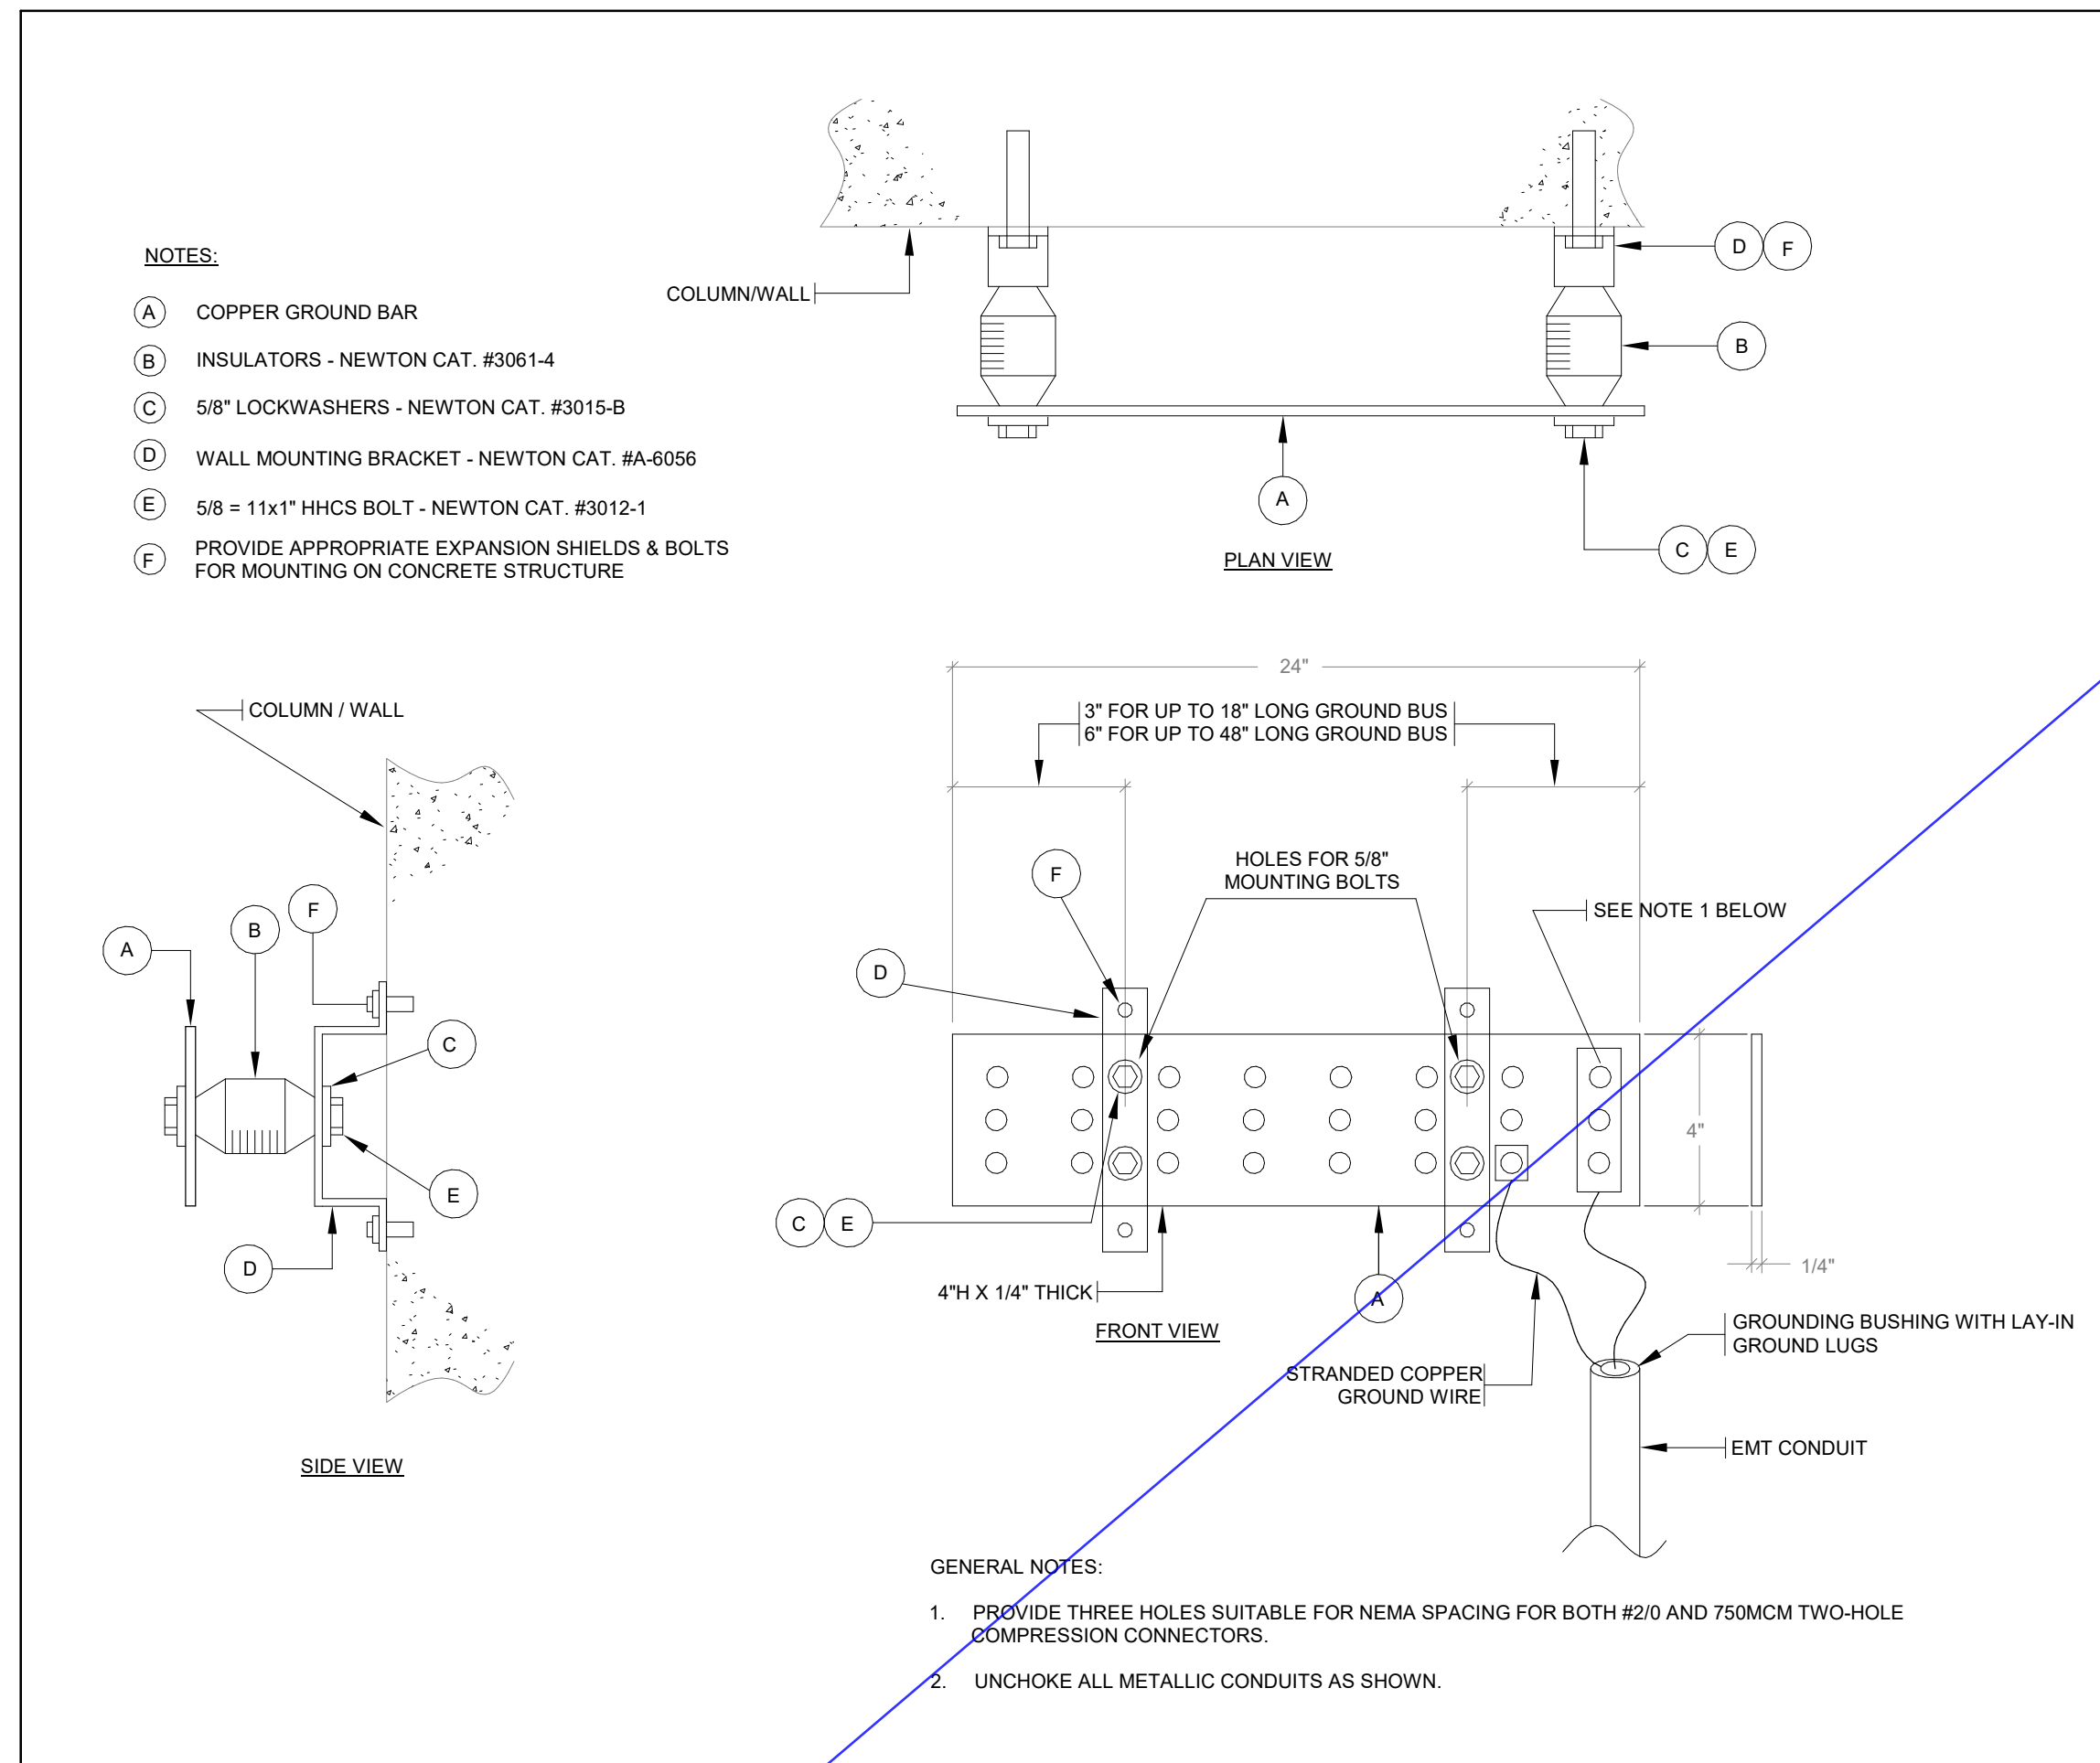 NOTES:
A COPPER GROUND BAR
B INSULATORS - NEWTON CAT. #3061-4
C 5/8" LOCKWASHERS - NEWTON CAT. #3015-B
D WALL MOUNTING BRACKET - NEWTON CAT. #A-6056
E 5/8 = 11x1" HHCS BOLT - NEWTON CAT. #3012-1
F PROVIDE APPROPRIATE EXPANSION SHIELDS & BOLTS
FOR MOUNTING ON CONCRETE STRUCTURE
COLUMN/WALL
D F
B
A
C E
PLAN VIEW
COLUMN / WALL
F
B
A
C
E
D
SIDE VIEW
24"
3" FOR UP TO 18" LONG GROUND BUS
6" FOR UP TO 48" LONG GROUND BUS
HOLES FOR 5/8"
MOUNTING BOLTS
F
SEE NOTE 1 BELOW
D
4"
C E
1/4"
4"H X 1/4" THICK
A
FRONT VIEW
GROUNDING BUSHING WITH LAY-IN
GROUND LUGS
STRANDED COPPER
GROUND WIRE
EMT CONDUIT
GENERAL NOTES:
1. PROVIDE THREE HOLES SUITABLE FOR NEMA SPACING FOR BOTH #2/0 AND 750MCM TWO-HOLE
COMPRESSION CONNECTORS.
2. UNCHOKE ALL METALLIC CONDUITS AS SHOWN.